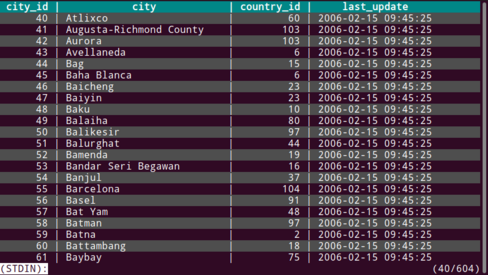 city_id | city | country_id | last_update
40 | Atlixco | 60 | 2006-02-15 09:45:25
41 | Augusta-Richmond County | 103 | 2006-02-15 09:45:25
42 | Aurora | 103 | 2006-02-15 09:45:25
43 | Avellaneda | 6 | 2006-02-15 09:45:25
44 | Bag | 15 | 2006-02-15 09:45:25
45 | Baha Blanca | 6 | 2006-02-15 09:45:25
46 | Baicheng | 23 | 2006-02-15 09:45:25
47 | Baiyin | 23 | 2006-02-15 09:45:25
48 | Baku | 10 | 2006-02-15 09:45:25
49 | Balaiha | 80 | 2006-02-15 09:45:25
50 | Balikesir | 97 | 2006-02-15 09:45:25
51 | Balurghat | 44 | 2006-02-15 09:45:25
52 | Bamenda | 19 | 2006-02-15 09:45:25
53 | Bandar Seri Begawan | 16 | 2006-02-15 09:45:25
54 | Banjul | 37 | 2006-02-15 09:45:25
55 | Barcelona | 104 | 2006-02-15 09:45:25
56 | Basel | 91 | 2006-02-15 09:45:25
57 | Bat Yam | 48 | 2006-02-15 09:45:25
58 | Batman | 97 | 2006-02-15 09:45:25
59 | Batna | 2 | 2006-02-15 09:45:25
60 | Battambang | 18 | 2006-02-15 09:45:25
61 | Baybay | 75 | 2006-02-15 09:45:25
(STDIN): (40/604)